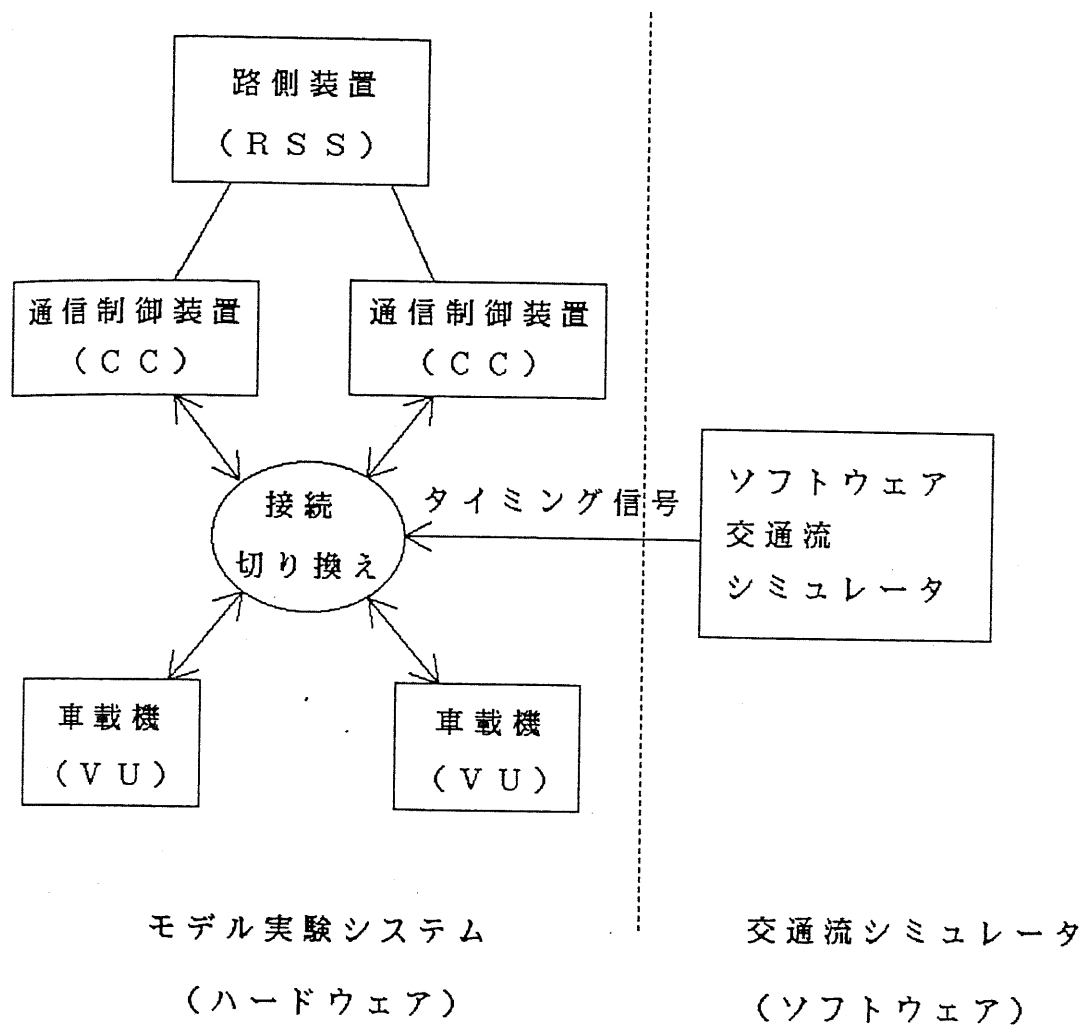 路側装置
(RSS)
通信制御装置
(CC)
通信制御装置
(CC)
接続
切り換え
タイミング信号
ソフトウェア
交通流
シミュレータ
車載機
(VU)
車載機
(VU)
モデル実験システム
(ハードウェア)
交通流シミュレータ
(ソフトウェア)